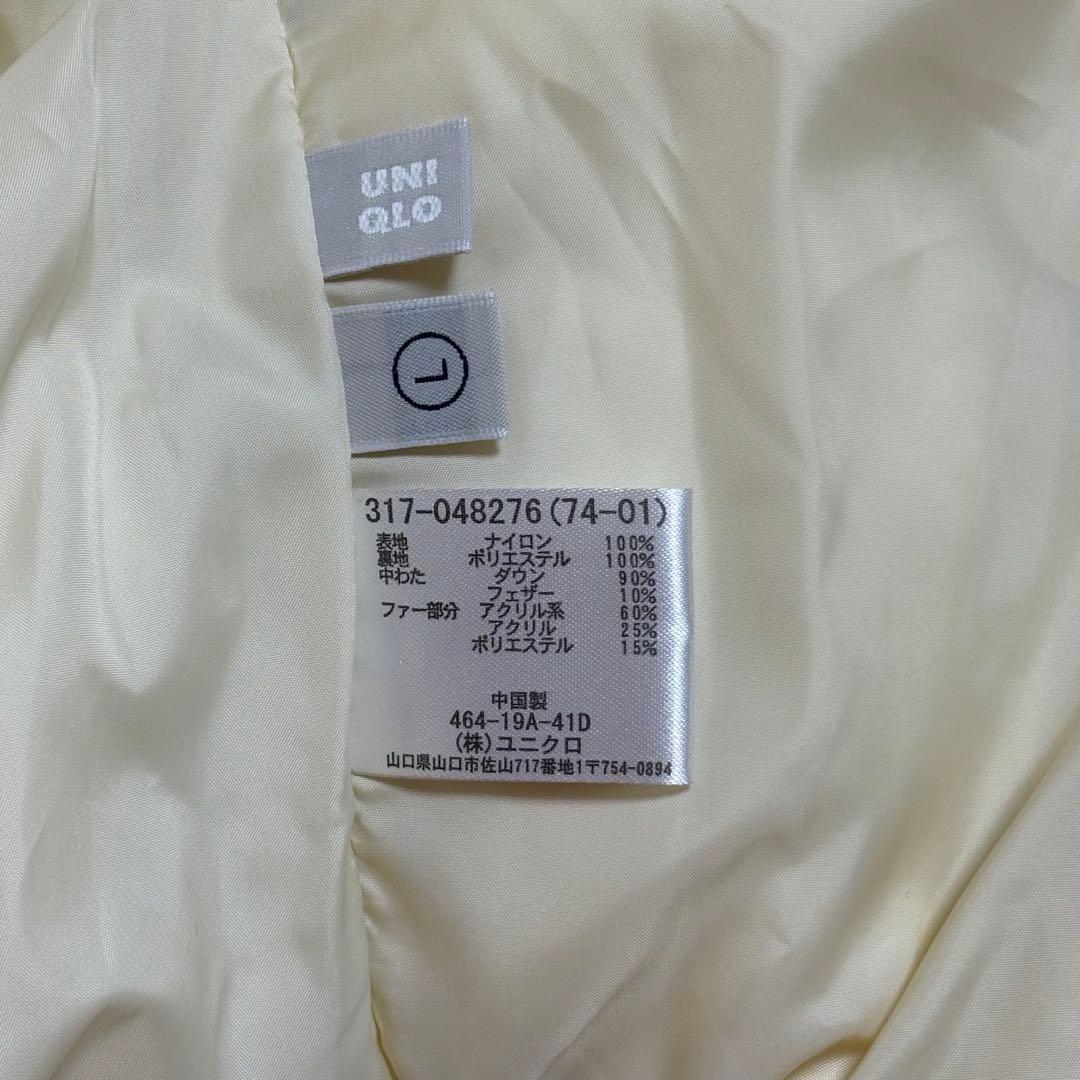 UNI
QLO
L
317-048276(74-01)
表地 ナイロン 100%
裏地 ポリエステル 100%
中わた ダウン 90%
フェザー 10%
ファー部分 アクリル系 60%
アクリル 25%
ポリエステル 15%
中国製
464-19A-41D
(株)ユニクロ
山口県山口市佐山717番地1〒754-0894